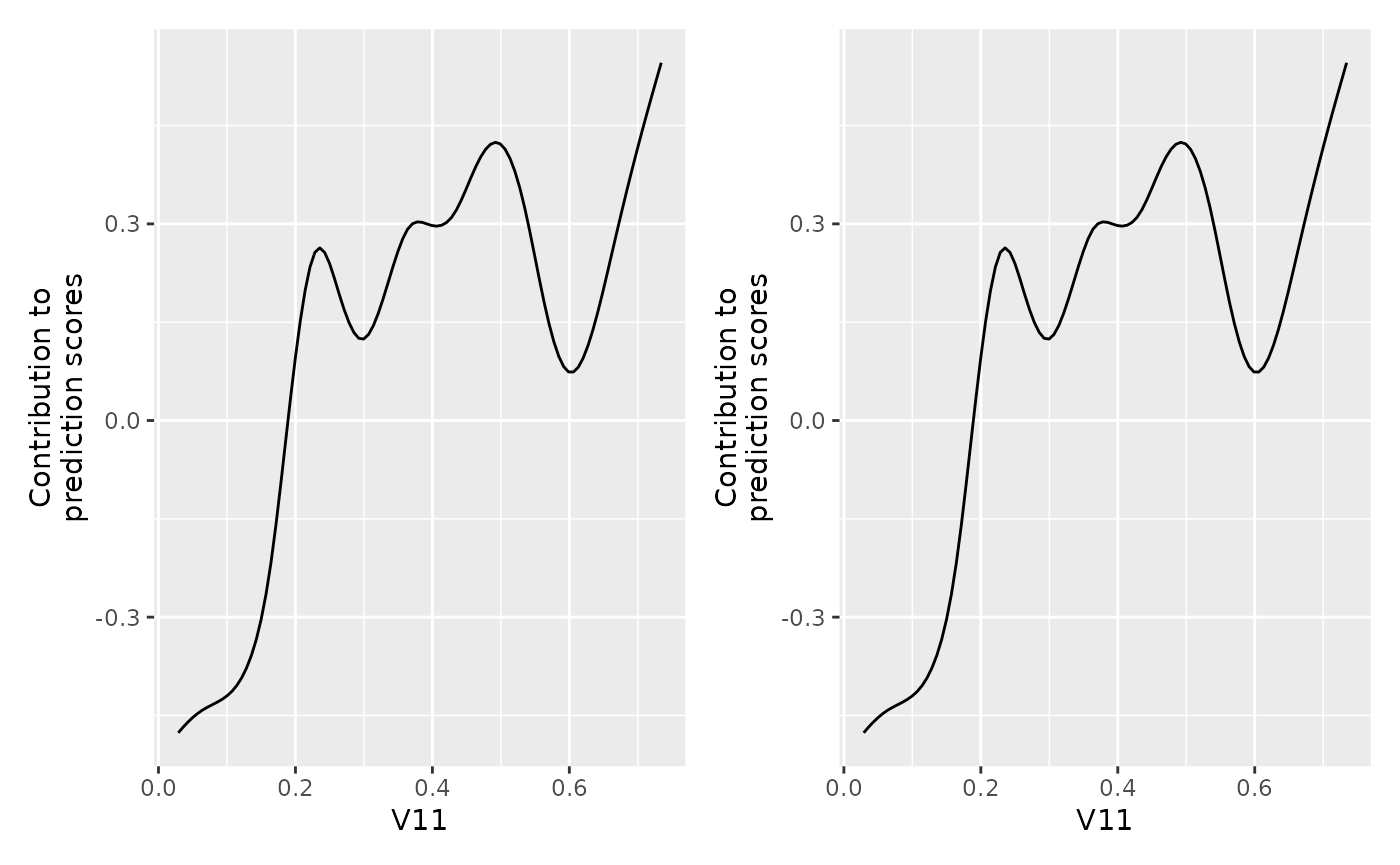 Contribution to
prediction scores
0.3
0.0
-0.3
0.0 0.2 0.4 0.6
V11
Contribution to
prediction scores
0.3
0.0
-0.3
0.0 0.2 0.4 0.6
V11